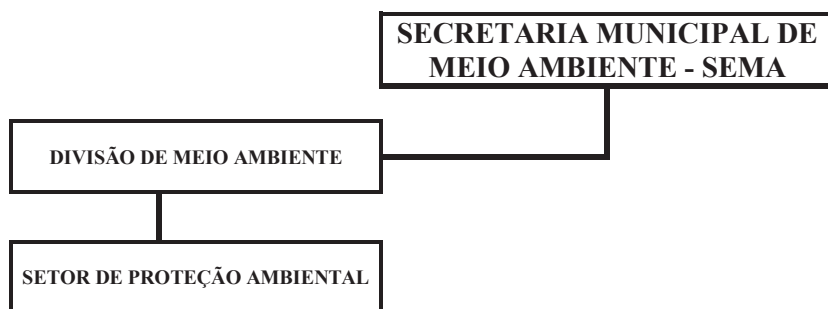 SECRETARIA MUNICIPAL DE
MEIO AMBIENTE - SEMA
DIVISÃO DE MEIO AMBIENTE
SETOR DE PROTEÇÃO AMBIENTAL